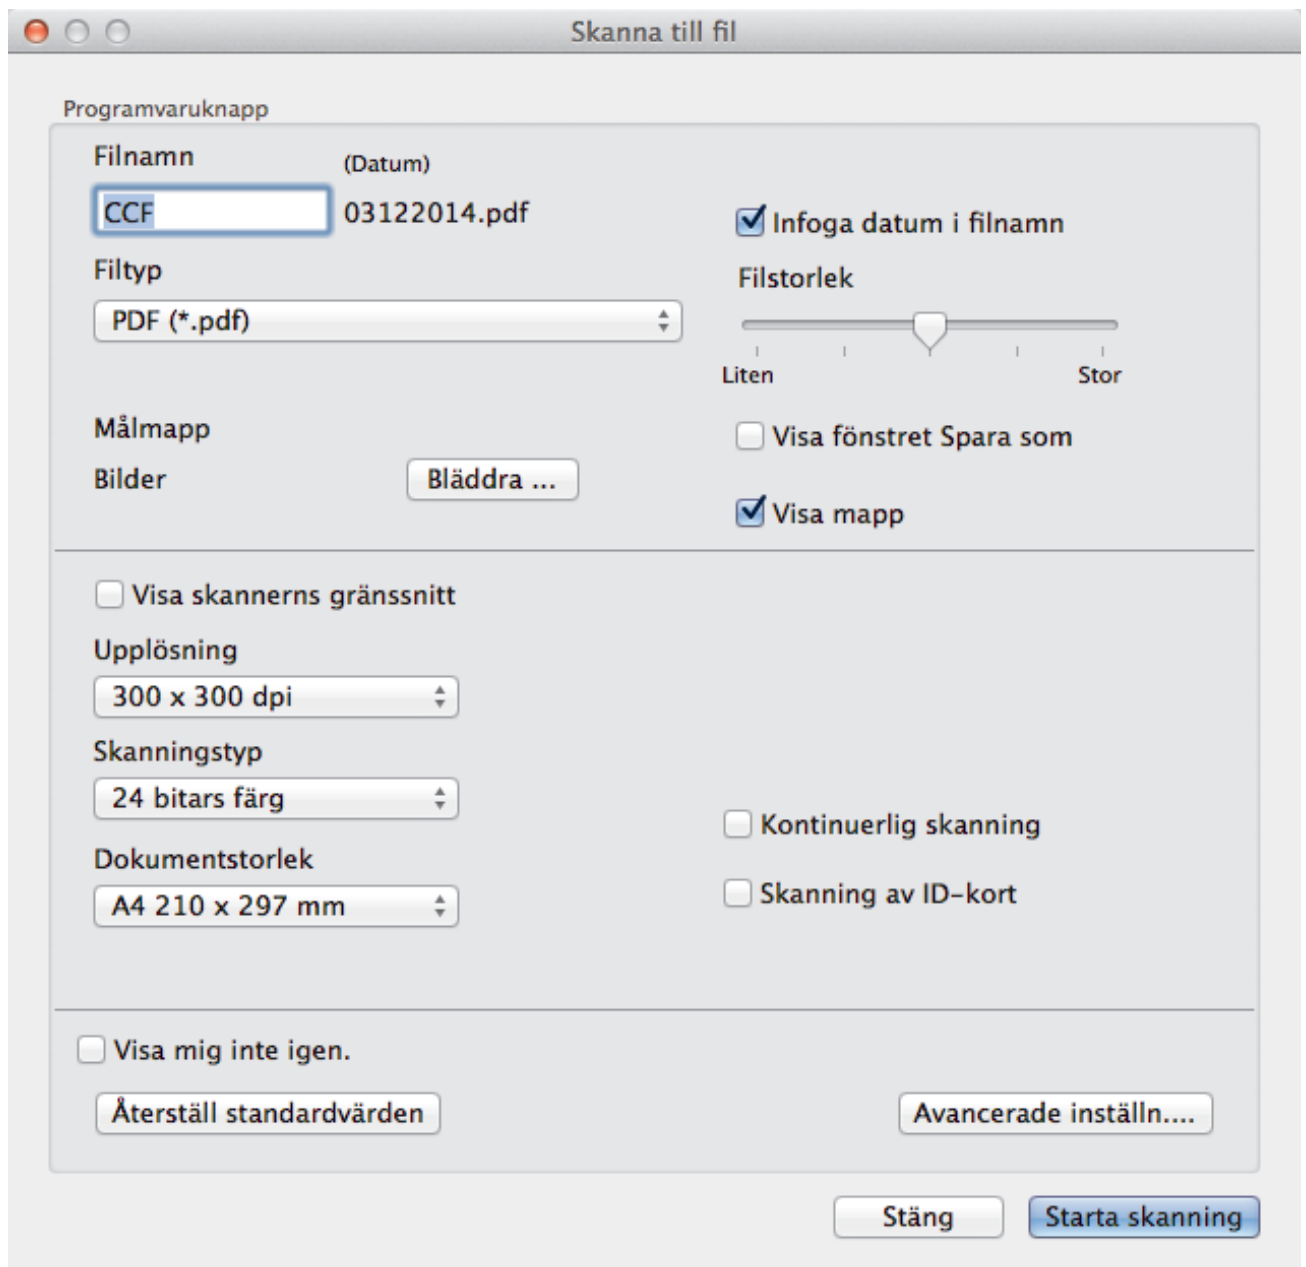 Skanna till fil
Programvaruknapp
Filnamn
(Datum)
CCF
03122014.pdf
Infoga datum i filnamn
Filtyp
Filstorlek
PDF (*.pdf)
Liten
Stor
Målmapp
Visa fönstret Spara som
Bilder
Bläddra ...
Visa mapp
Visa skannerns gränssnitt
Upplösning
300 x 300 dpi
Skanningstyp
24 bitars färg
Kontinuerlig skanning
Dokumentstorlek
A4 210 x 297 mm
Skanning av ID-kort
Visa mig inte igen.
Återställ standardvärden
Avancerade inställn....
Stäng
Starta skanning